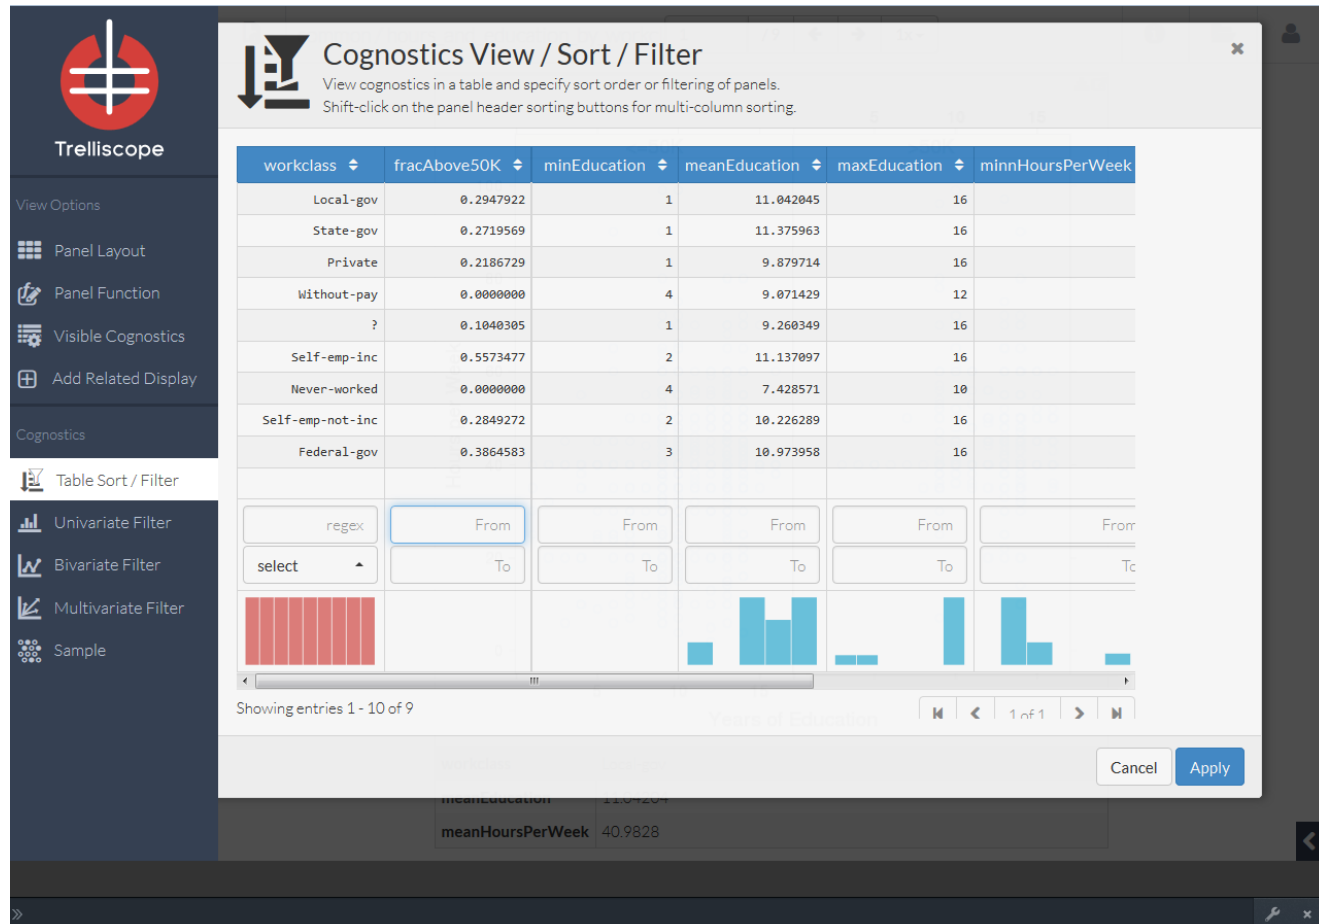 Trelliscope
View Options
Panel Layout
Panel Function
Visible Cognostics
Add Related Display
Cognostics
Table Sort / Filter
Univariate Filter
Bivariate Filter
Multivariate Filter
Sample
Cognostics View / Sort / Filter
View cognostics in a table and specify sort order or filtering of panels.
Shift-click on the panel header sorting buttons for multi-column sorting.
workclass fracAbove50K minEducation meanEducation maxEducation minnHoursPerWeek
Local-gov 0.2947922 1 11.042045 16
State-gov 0.2719569 1 11.375963 16
Private 0.2186729 1 9.879714 16
Without-pay 0.0000000 4 9.071429 12
? 0.1040305 1 9.260349 16
Self-emp-inc 0.5573477 2 11.137097 16
Never-worked 0.0000000 4 7.428571 10
Self-emp-not-inc 0.2849272 2 10.226289 16
Federal-gov 0.3864583 3 10.973958 16
regex From From From From From
select To To To To To
Showing entries 1 - 10 of 9
1 of 1
Years of Education
Cancel Apply
meanEducation 11.04204
meanHoursPerWeek 40.9828